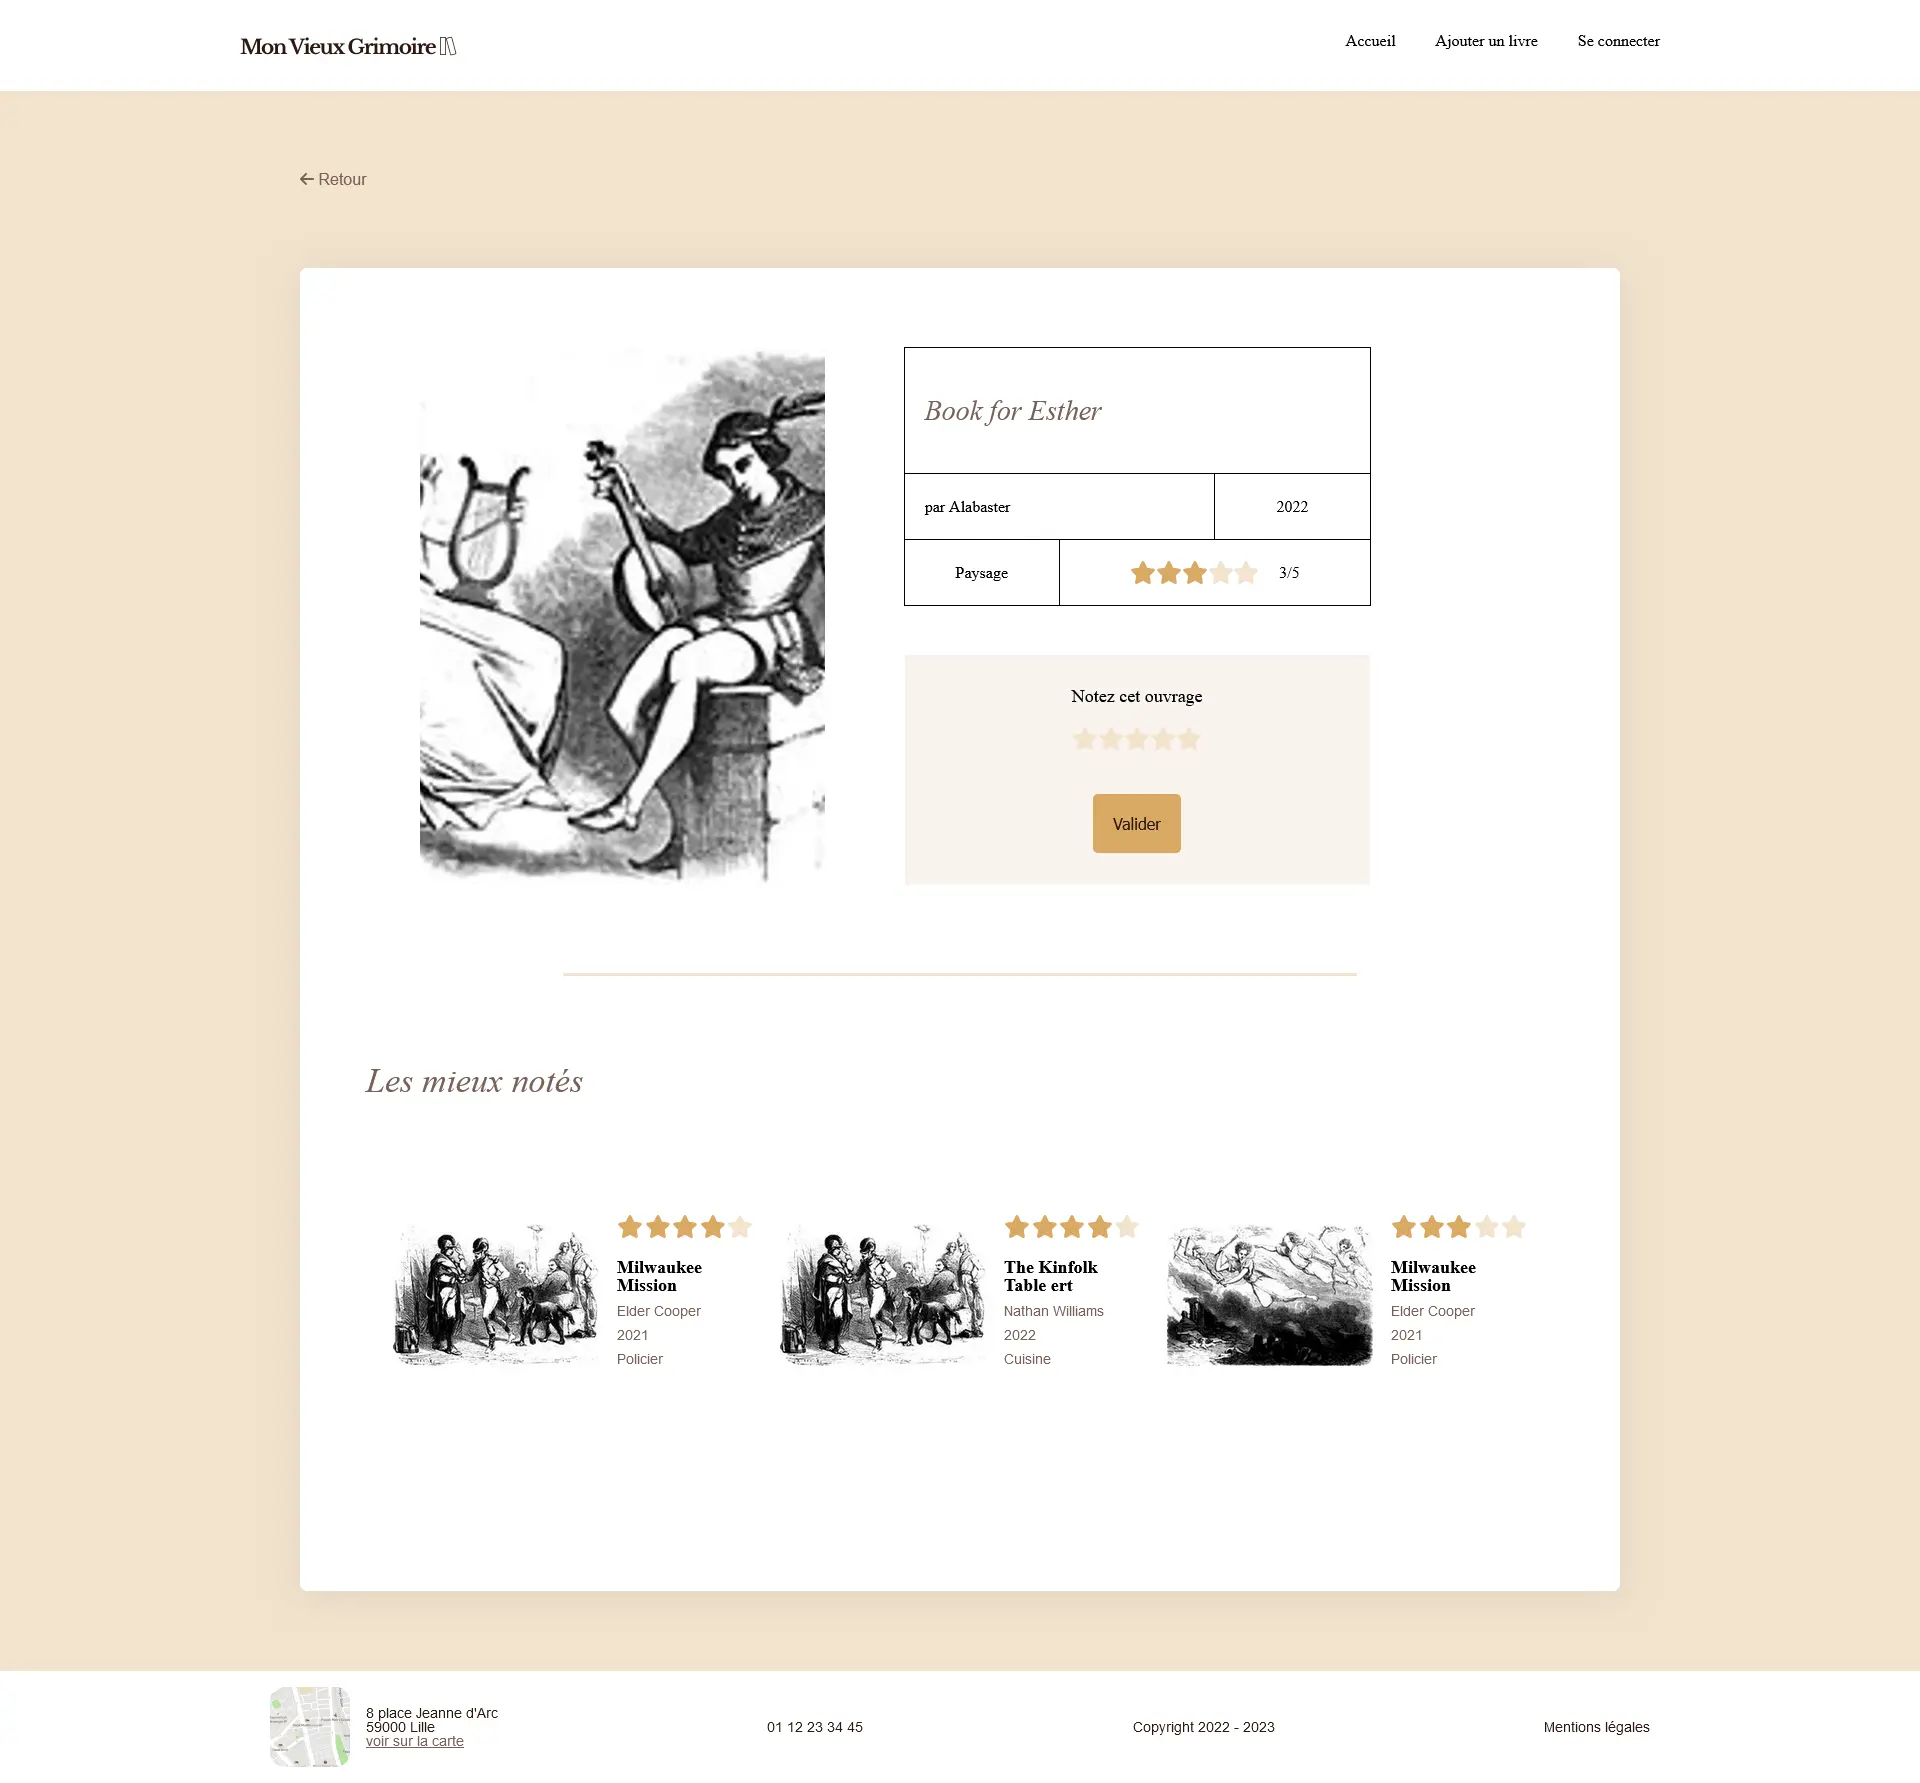 Mon Vieux Grimoire
Accueil
Ajouter un livre
Se connecter
Retour
Book for Esther
par Alabaster
2022
Paysage
3/5
Notez cet ouvrage
Valider
Les mieux notés
Milwaukee
Mission
Elder Cooper
2021
Policier
The Kinfolk
Table ert
Nathan Williams
2022
Cuisine
Milwaukee
Mission
Elder Cooper
2021
Policier
8 place Jeanne d'Arc
59000 Lille
voir sur la carte
01 12 23 34 45
Copyright 2022 - 2023
Mentions légales